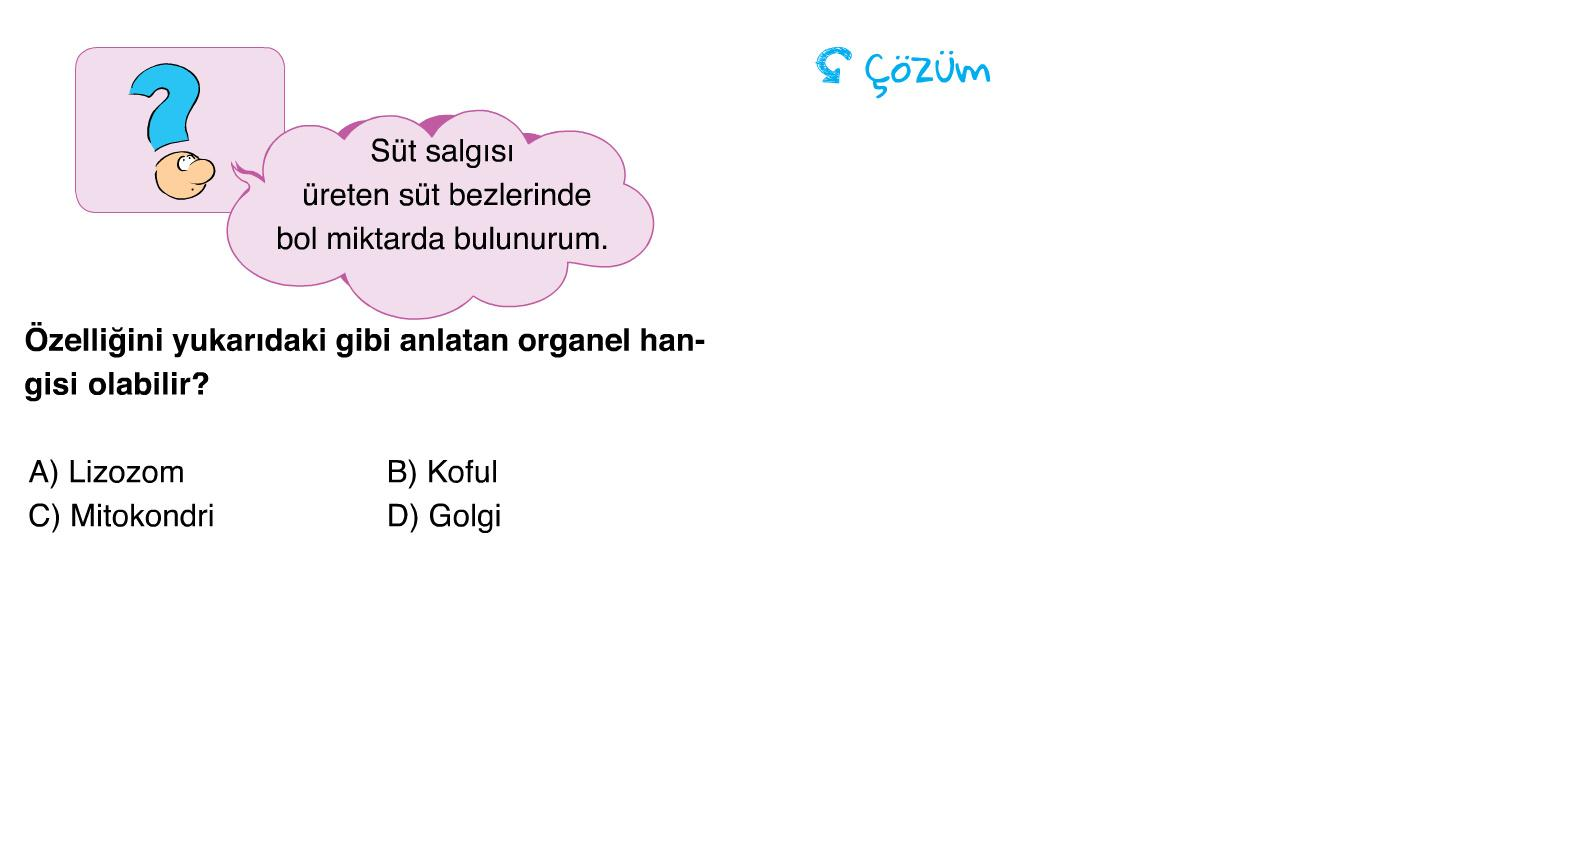 Süt salgısı
üreten süt bezlerinde
bol miktarda bulunurum.
Özelliğini yukarıdaki gibi anlatan organel han-
gisi olabilir?
A) Lizozom
B) Koful
C) Mitokondri
D) Golgi
Çözüm